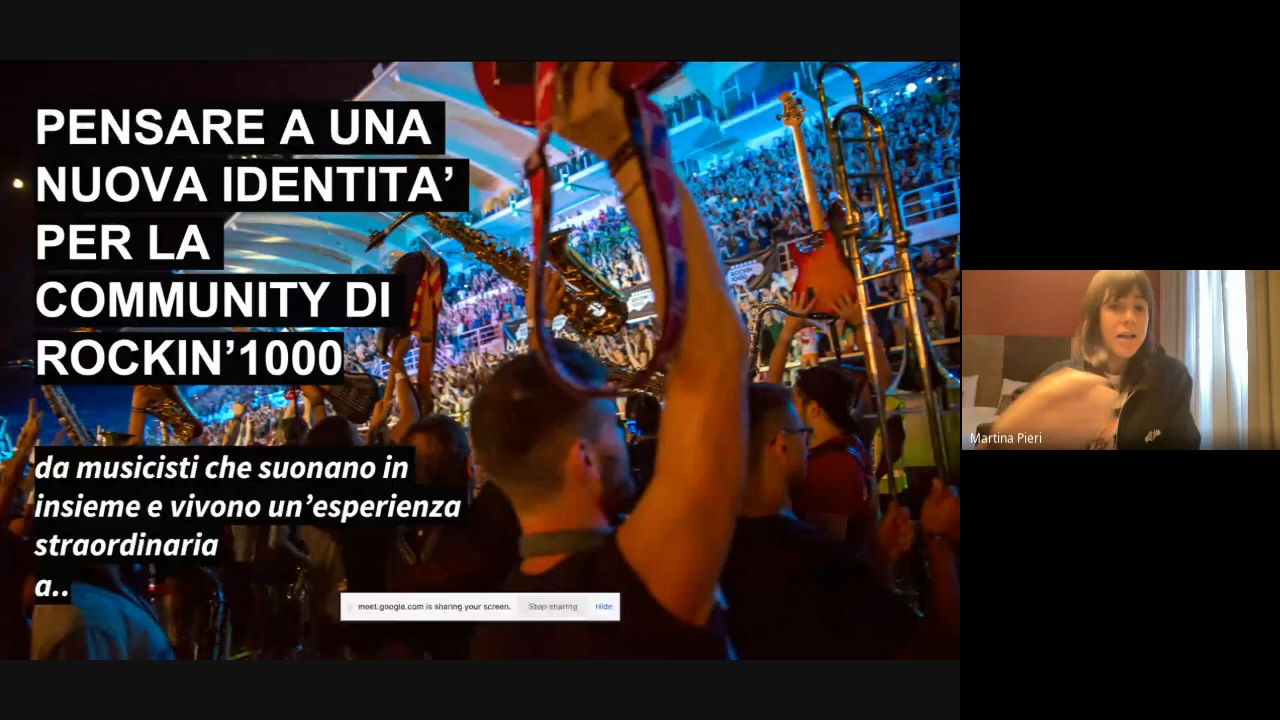 PENSARE A UNA
NUOVA IDENTITA’
PER LA
COMMUNITY DI
ROCKIN’1000
da musicisti che suonano in
insieme e vivono un’esperienza
straordinaria
a..
meet.google.com is sharing your screen. Stop sharing Hide
Martina Pieri